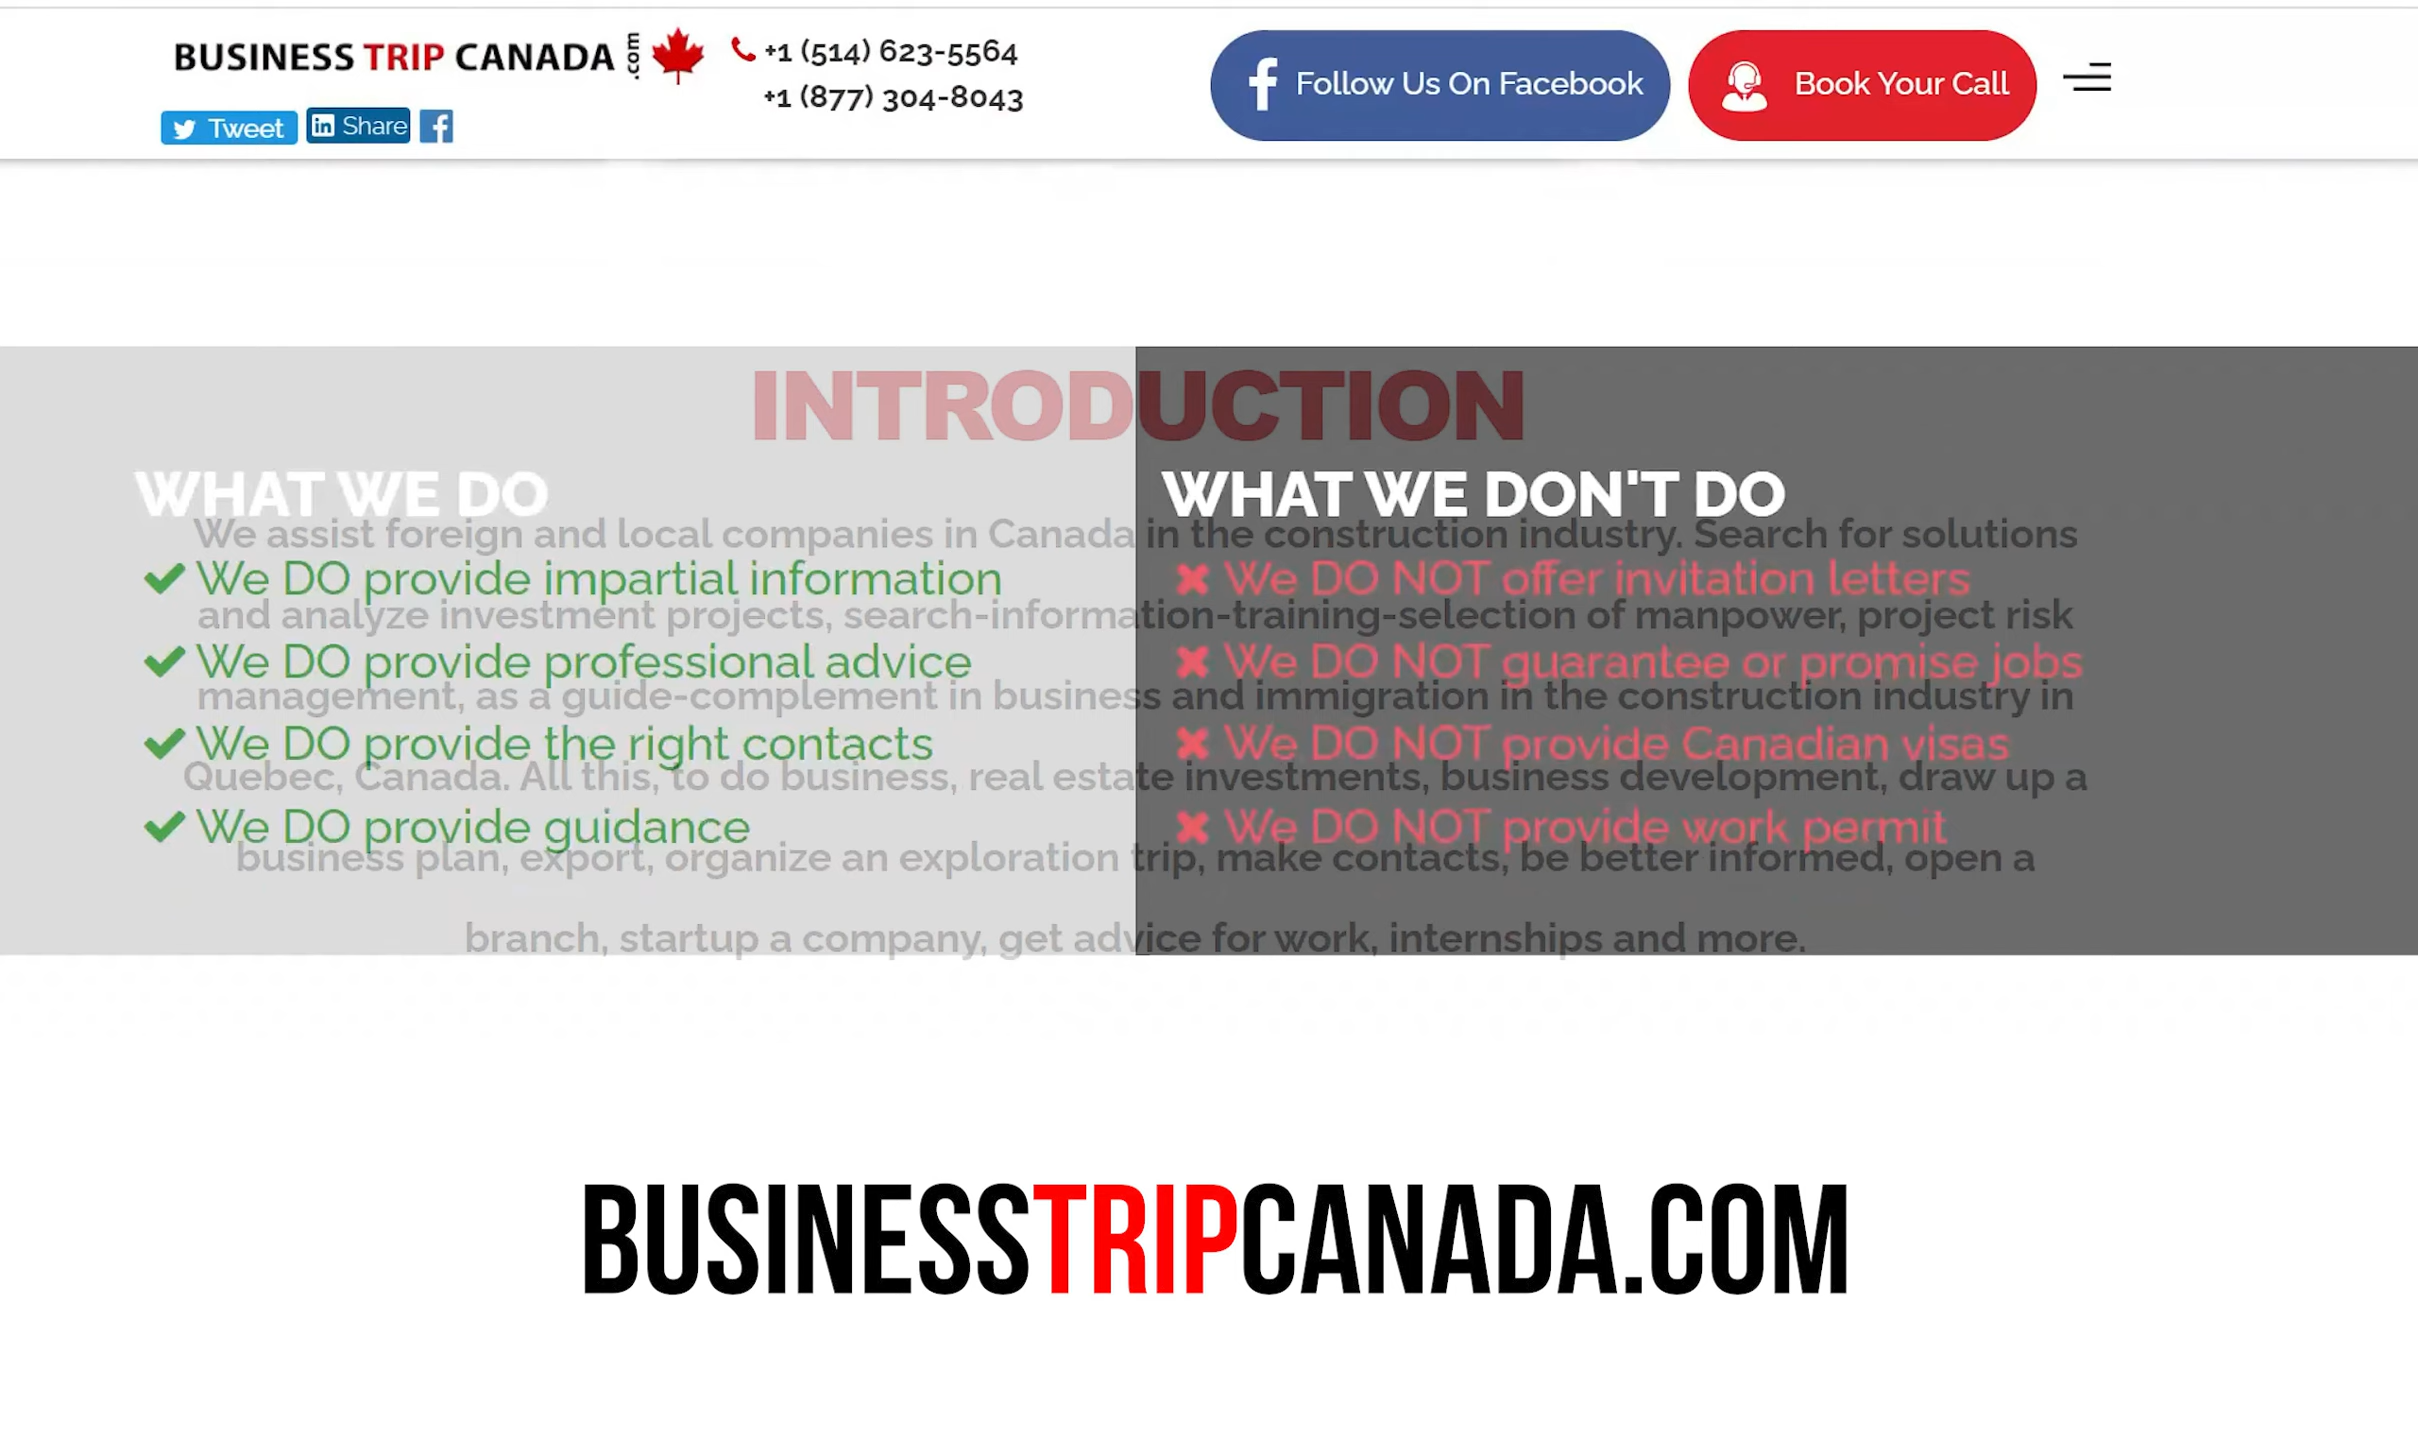 BUSINESS TRIP CANADA .com
+1 (514) 623-5564
+1 (877) 304-8043
Tweet
Share
Follow Us On Facebook
Book Your Call
INTRODUCTION
We assist foreign and local companies in Canada in the construction industry. Search for solutions
and analyze investment projects, search-information-training-selection of manpower, project risk
management, as a guide-complement in business and immigration in the construction industry in
Quebec, Canada. All this, to do business, real estate investments, business development, draw up a
business plan, export, organize an exploration trip, make contacts, be better informed, open a
branch, startup a company, get advice for work, internships and more.
WHAT WE DO
We DO provide impartial information
We DO provide professional advice
We DO provide the right contacts
We DO provide guidance
WHAT WE DON'T DO
We DO NOT offer invitation letters
We DO NOT guarantee or promise jobs
We DO NOT provide Canadian visas
We DO NOT provide work permit
BUSINESSTRIPCANADA.COM